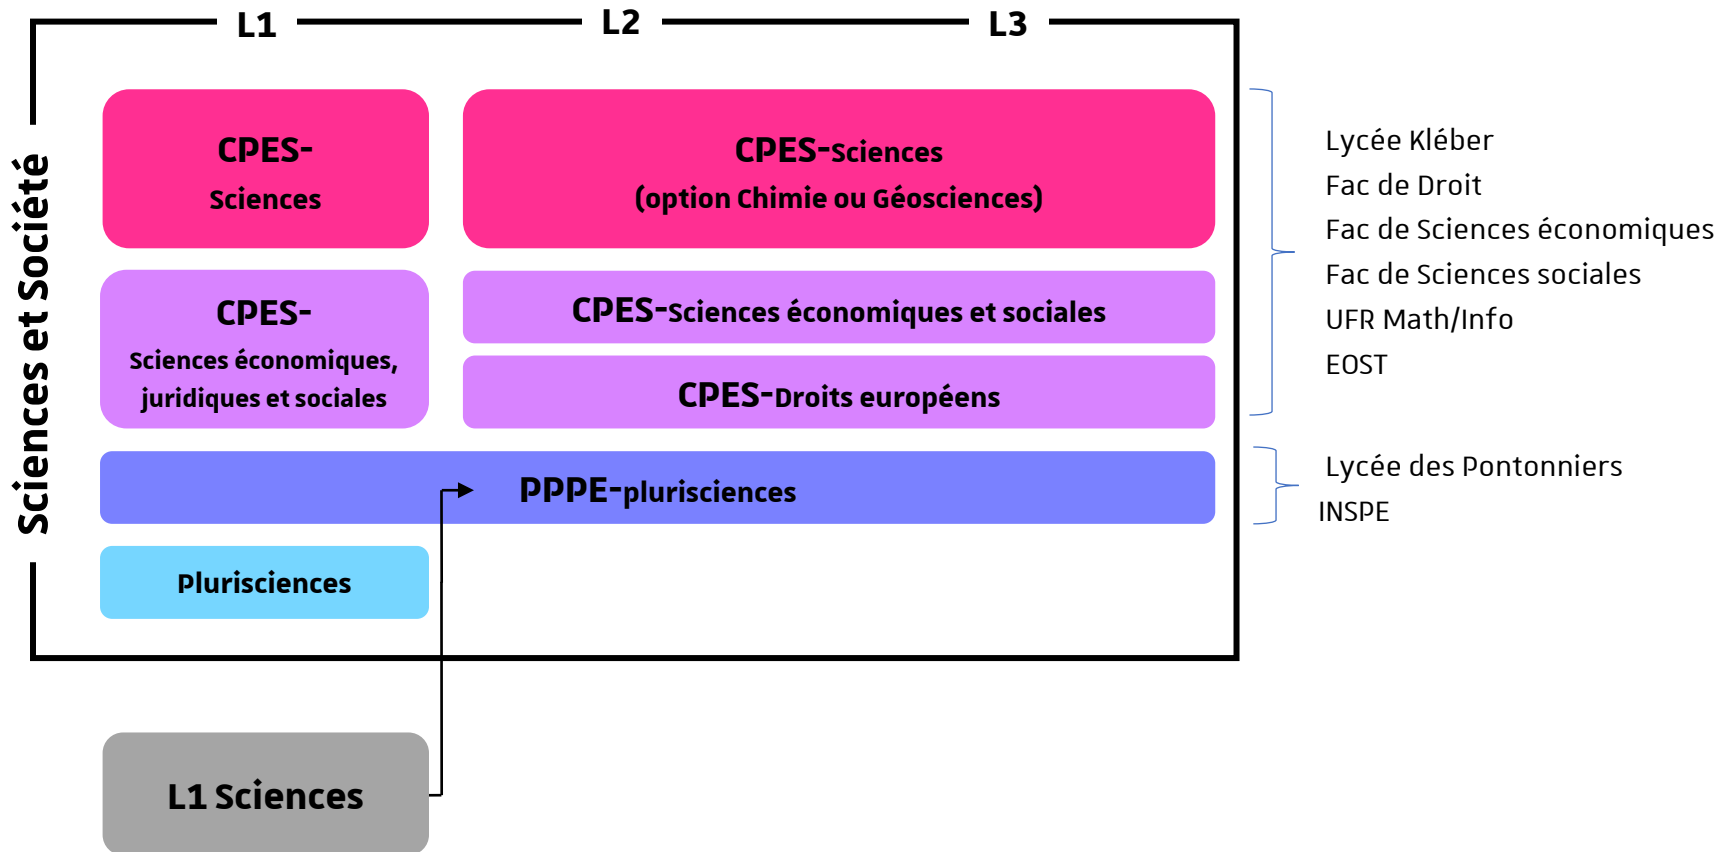 L1
L2
L3
Sciences et Société
CPES-
Sciences
CPES-Sciences
(option Chimie ou Géosciences)
CPES-
Sciences économiques,
juridiques et sociales
CPES-Sciences économiques et sociales
CPES-Droits européens
PPPE-plurisciences
Plurisciences
L1 Sciences
Lycée Kléber
Fac de Droit
Fac de Sciences économiques
Fac de Sciences sociales
UFR Math/Info
EOST
Lycée des Pontonniers
INSPE